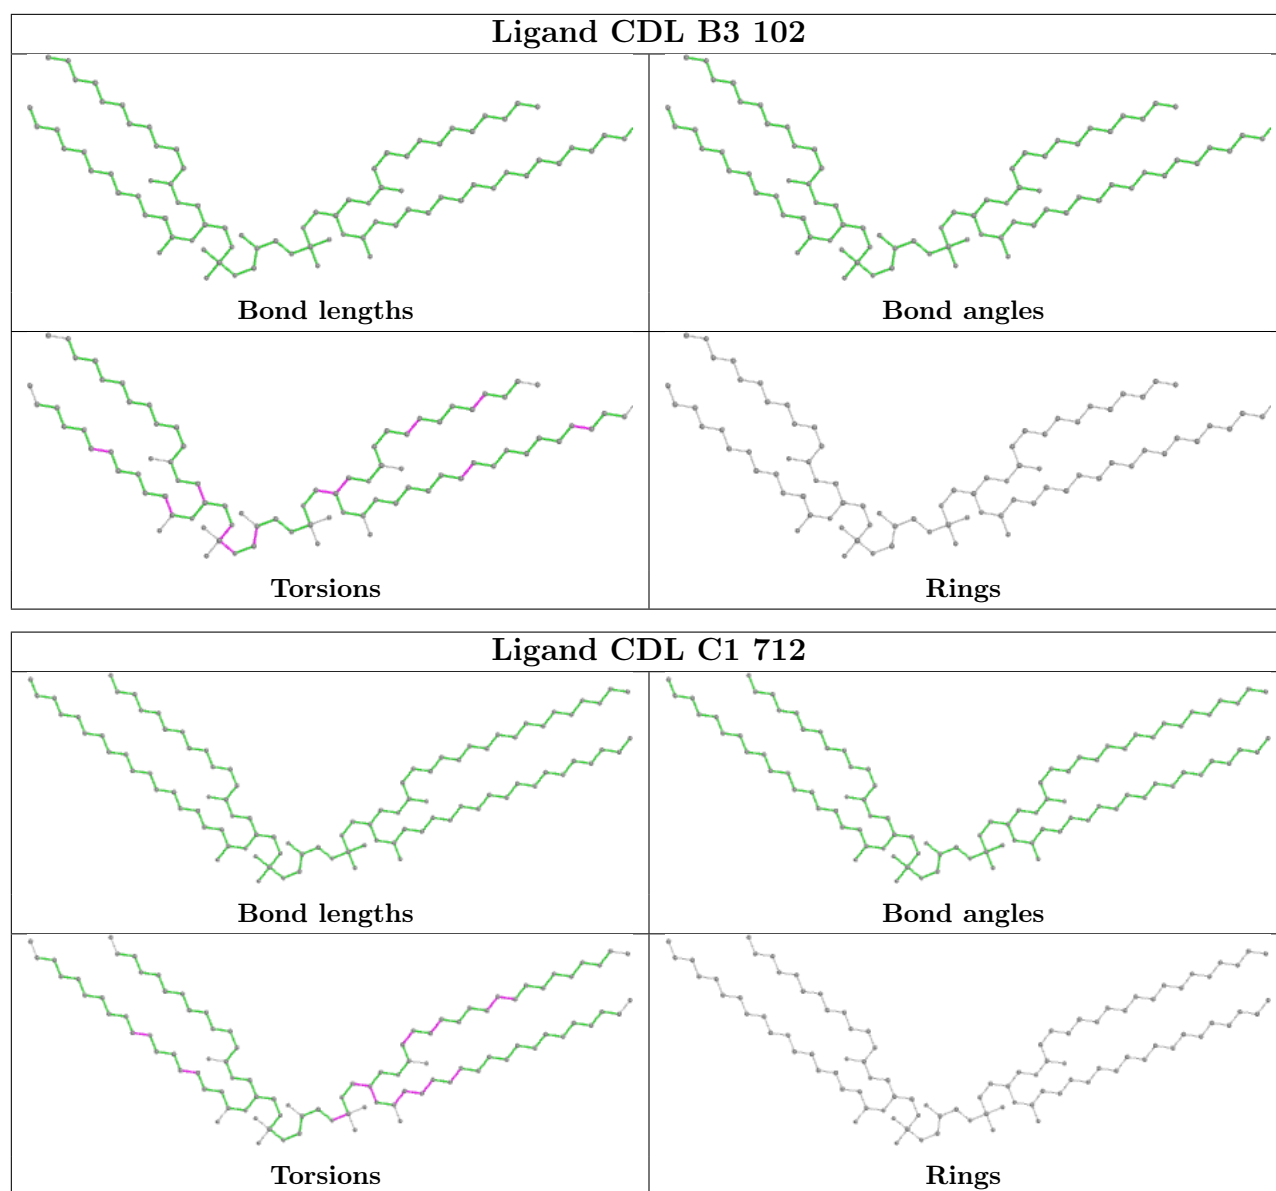 Ligand CDL B3 102
Bond lengths
Bond angles
Torsions
Rings
Ligand CDL C1 712
Bond lengths
Bond angles
Torsions
Rings